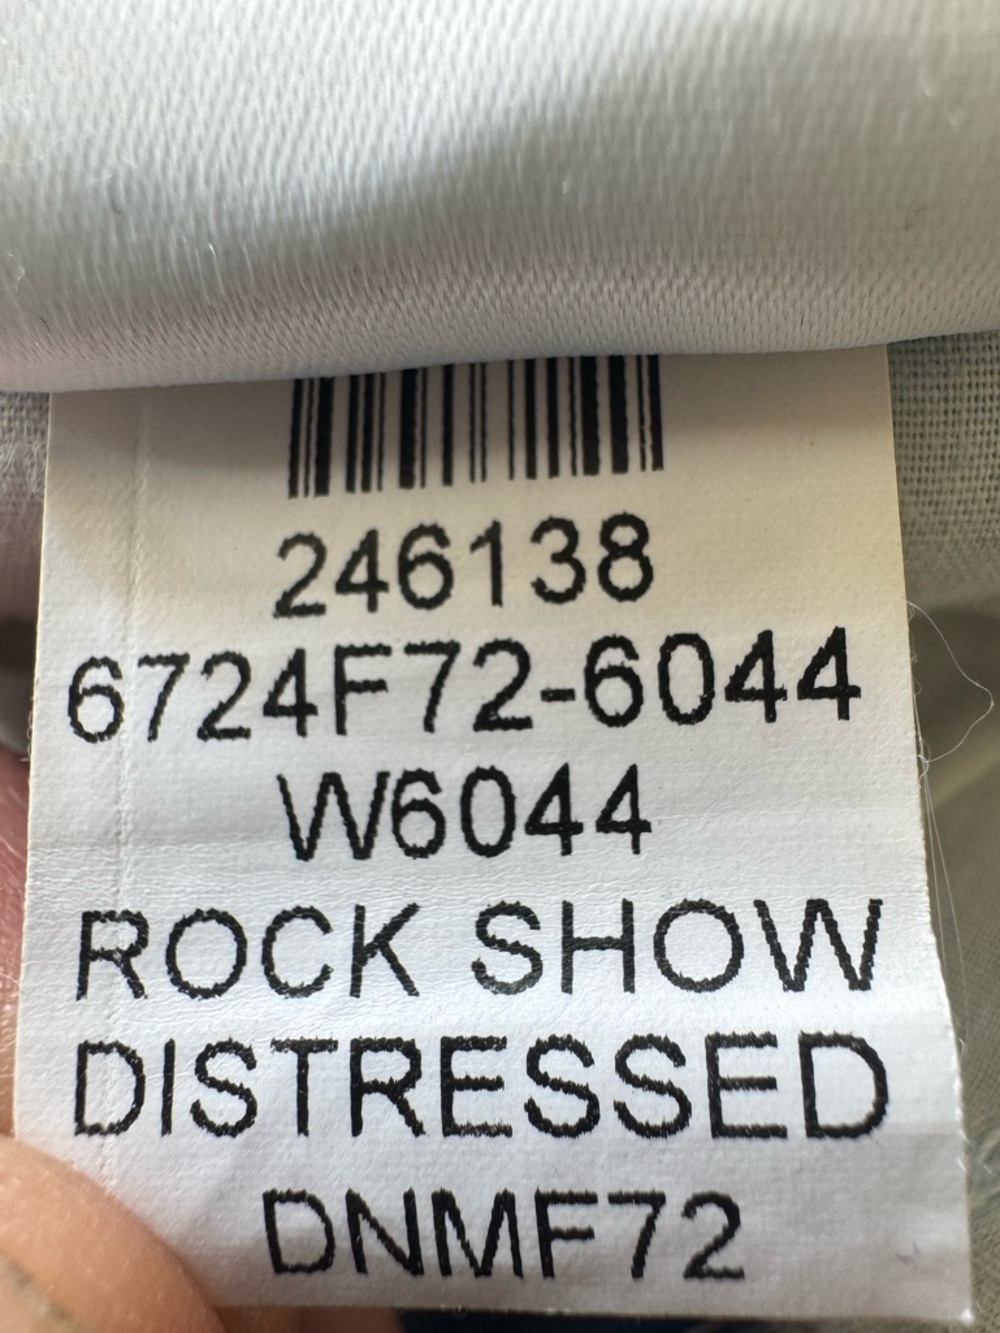 246138
6724F72-6044
W6044
ROCK SHOW
DISTRESSED
DNMF72